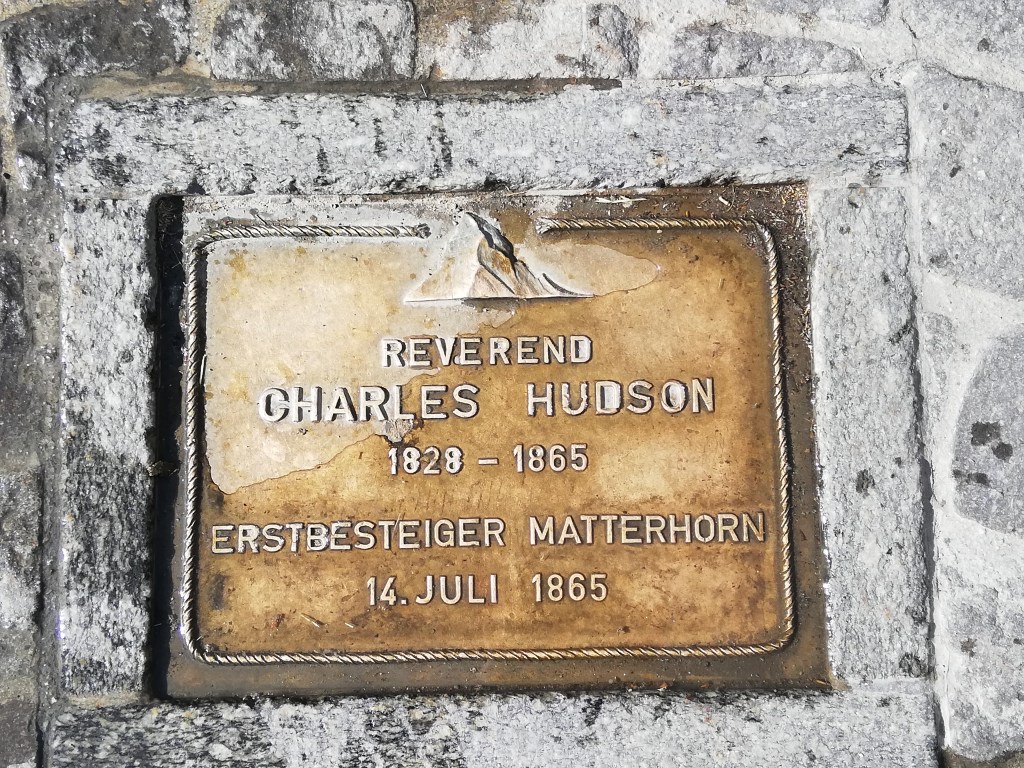 REVEREND
CHARLES HUDSON
1828 – 1865
ERSTBESTEIGER MATTERHORN
14. JULI 1865